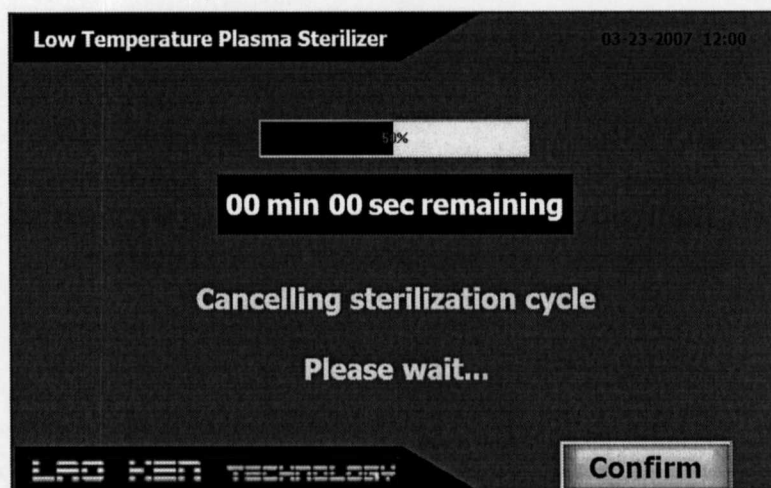 Low Temperature Plasma Sterilizer
03-23-2007 12:00
50%
00 min 00 sec remaining
Cancelling sterilization cycle
Please wait...
LAO KEN TECHNOLOGY
Confirm